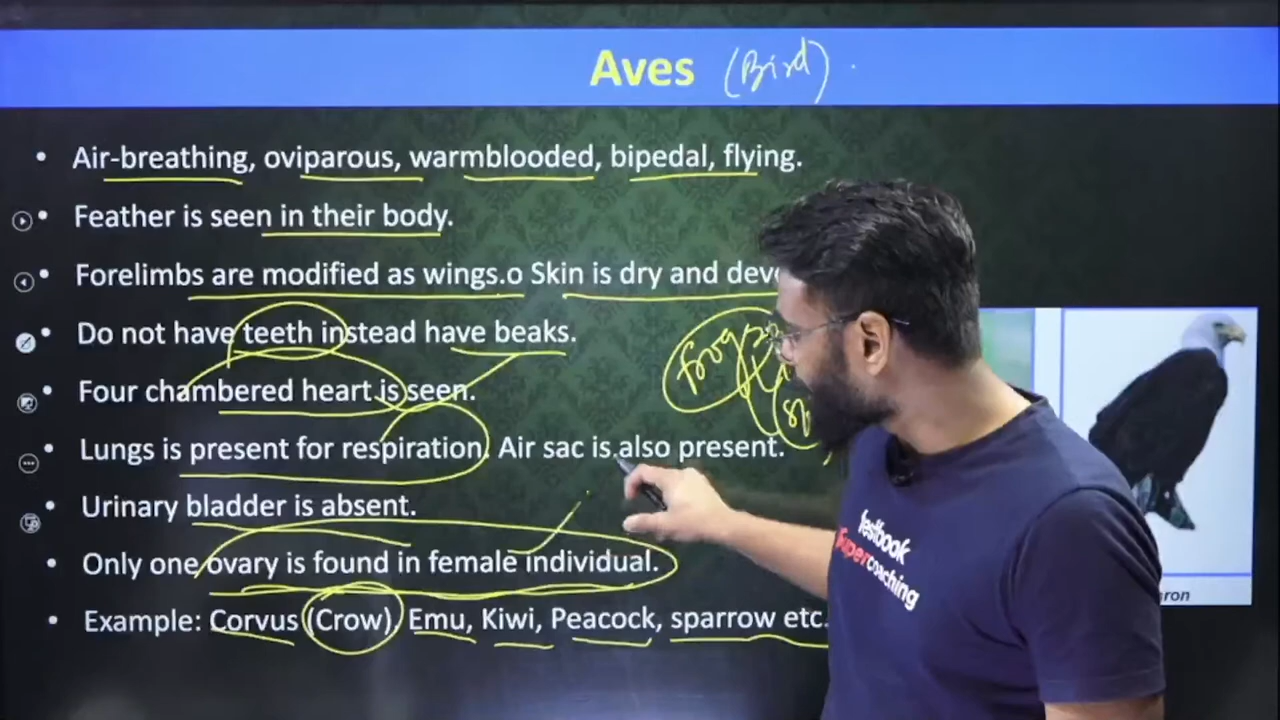 Aves (Bird).
• Air-breathing, oviparous, warmblooded, bipedal, flying.
• Feather is seen in their body.
• Forelimbs are modified as wings.o Skin is dry and deve
• Do not have teeth instead have beaks.
• Four chambered heart is seen.
• Lungs is present for respiration. Air sac is also present.
• Urinary bladder is absent.
• Only one ovary is found in female individual.
• Example: Corvus (Crow), Emu, Kiwi, Peacock, sparrow etc.
Frog
testbook
Supercoaching
ron